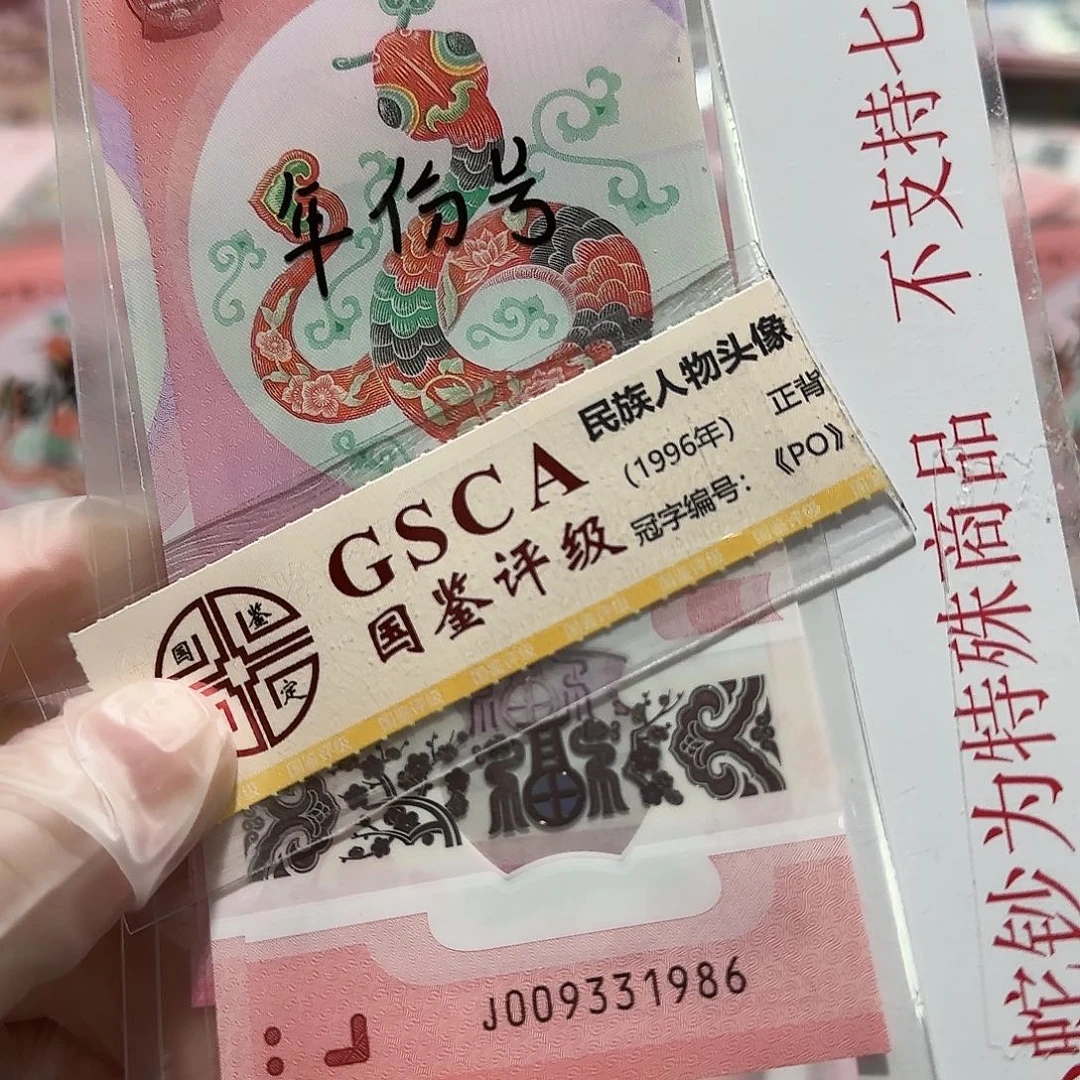 年份号
GSCA
国鉴评级
民族人物头像
(1996年)
正背
冠字编号：
《PO》
国
鉴
定
福
J009331986
蛇钞为特殊商品 不支持七